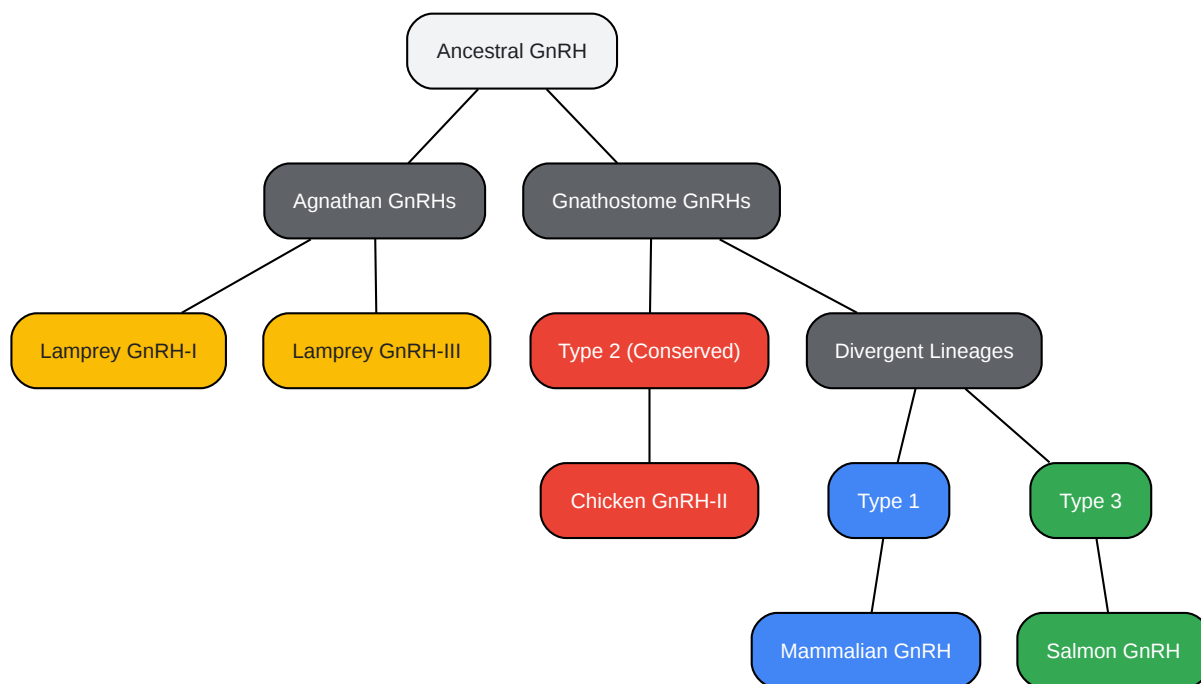 Ancestral GnRH
Agnathan GnRHs
Gnathostome GnRHs
Lamprey GnRH-I
Lamprey GnRH-III
Type 2 (Conserved)
Divergent Lineages
Chicken GnRH-II
Type 1
Type 3
Mammalian GnRH
Salmon GnRH